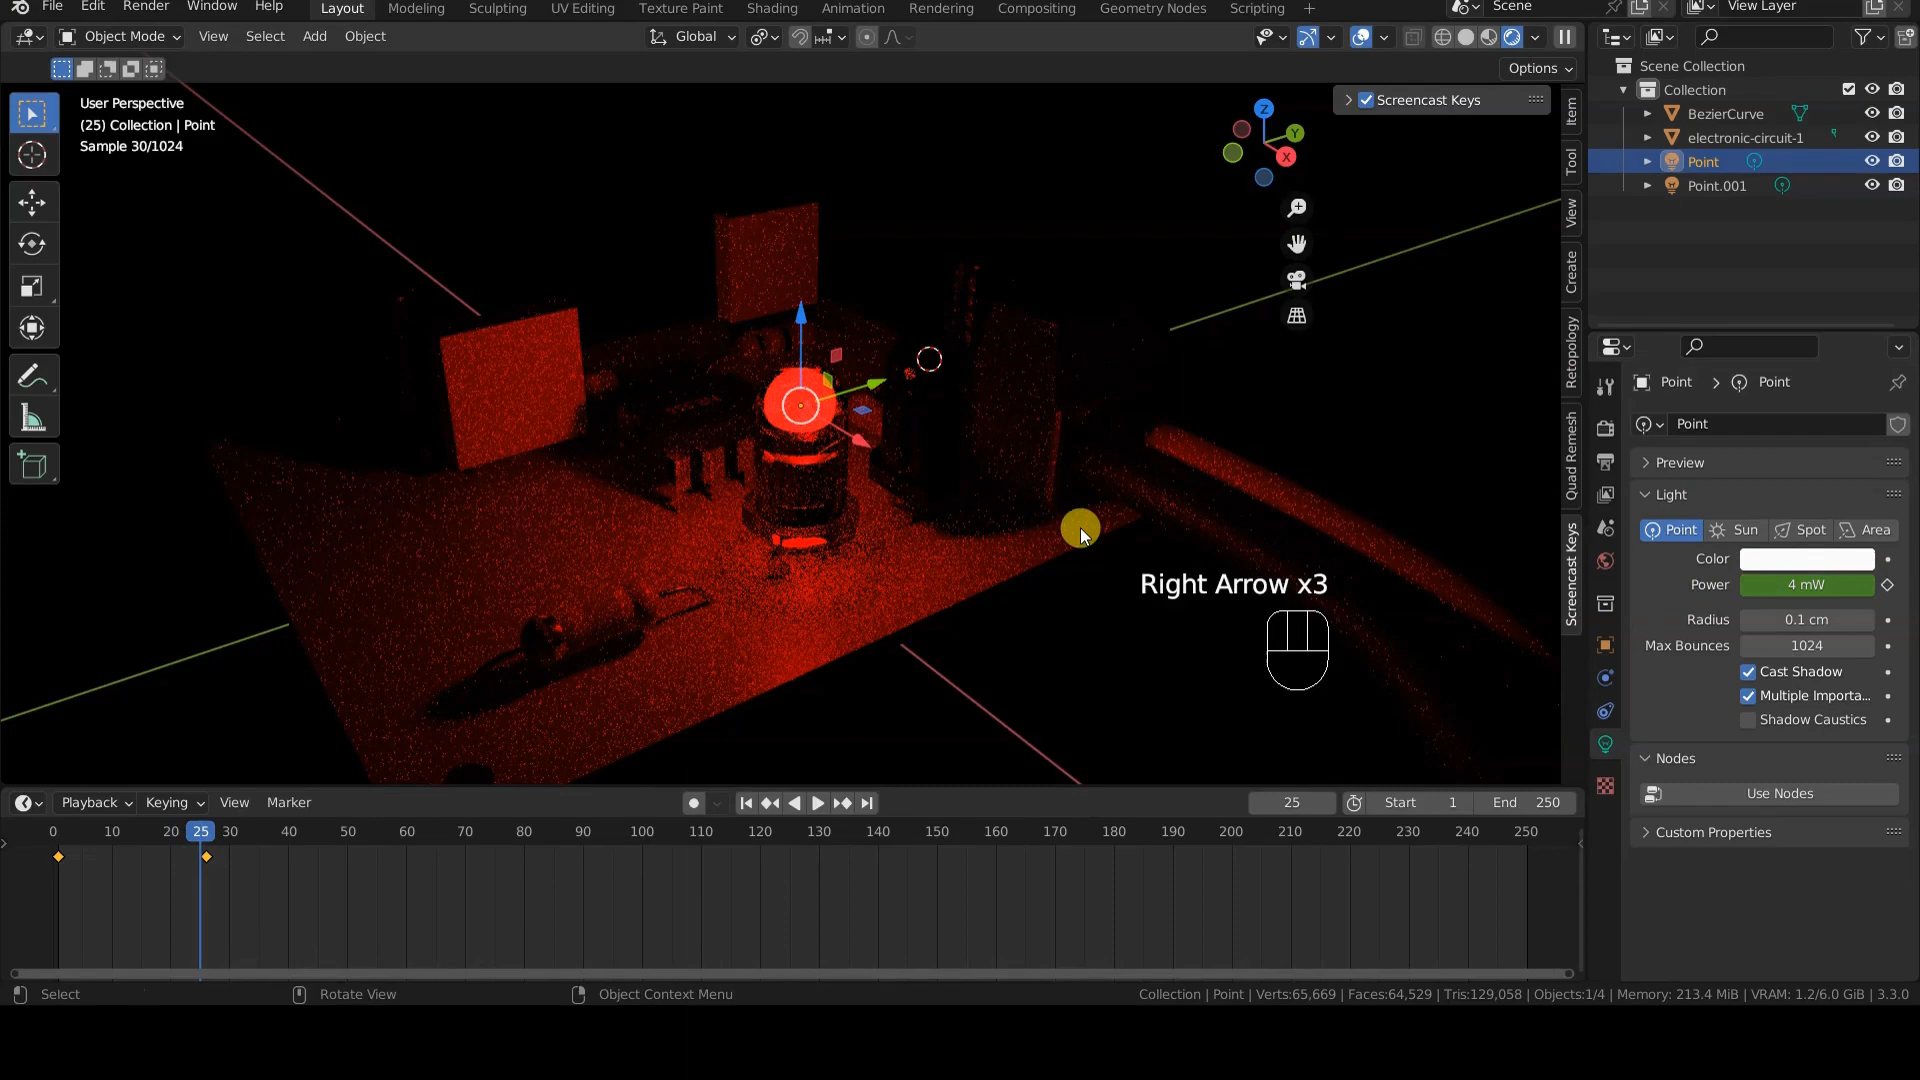 File Edit Render Window Help Layout Modeling Sculpting UV Editing Texture Paint Shading Animation Rendering Compositing Geometry Nodes Scripting + Scene View Layer
Object Mode View Select Add Object Global
Options
User Perspective
(25) Collection | Point
Sample 30/1024
Screencast Keys
Z
Y
X
Item
Tool
View
Create
Retopology
Quad Remesh
Screencast Keys
Right Arrow x3
Scene Collection
Collection
BezierCurve
electronic-circuit-1
Point
Point.001
Point Point
Point
Preview
Light
Point Sun Spot Area
Color
Power 4 mW
Radius 0.1 cm
Max Bounces 1024
Cast Shadow
Multiple Importa...
Shadow Caustics
Nodes
Use Nodes
Custom Properties
Playback Keying View Marker 25 Start 1 End 250
0 10 20 25 30 40 50 60 70 80 90 100 110 120 130 140 150 160 170 180 190 200 210 220 230 240 250
Select Rotate View Object Context Menu Collection | Point | Verts:65,669 | Faces:64,529 | Tris:129,058 | Objects:1/4 | Memory: 213.4 MiB | VRAM: 1.2/6.0 GiB | 3.3.0